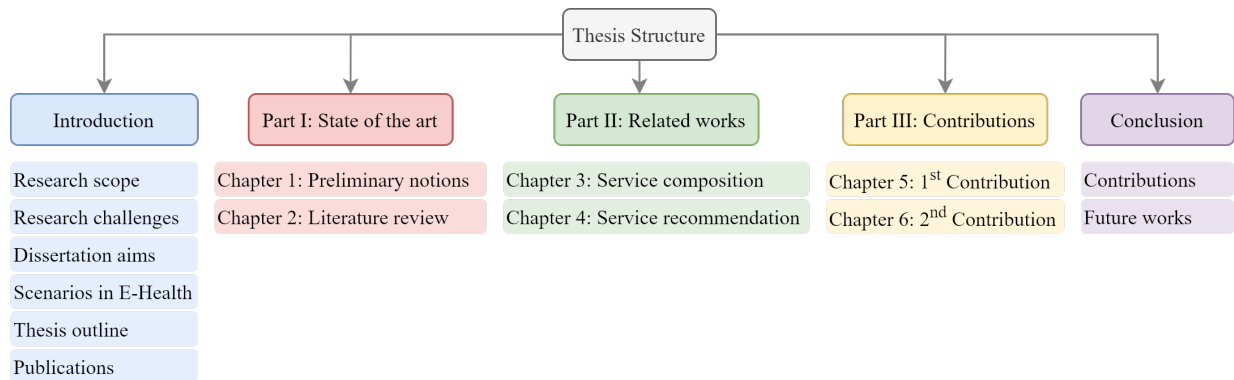 Thesis Structure
Introduction
Research scope
Research challenges
Dissertation aims
Scenarios in E-Health
Thesis outline
Publications
Part I: State of the art
Chapter 1: Preliminary notions
Chapter 2: Literature review
Part II: Related works
Chapter 3: Service composition
Chapter 4: Service recommendation
Part III: Contributions
Chapter 5: 1st Contribution
Chapter 6: 2nd Contribution
Conclusion
Contributions
Future works